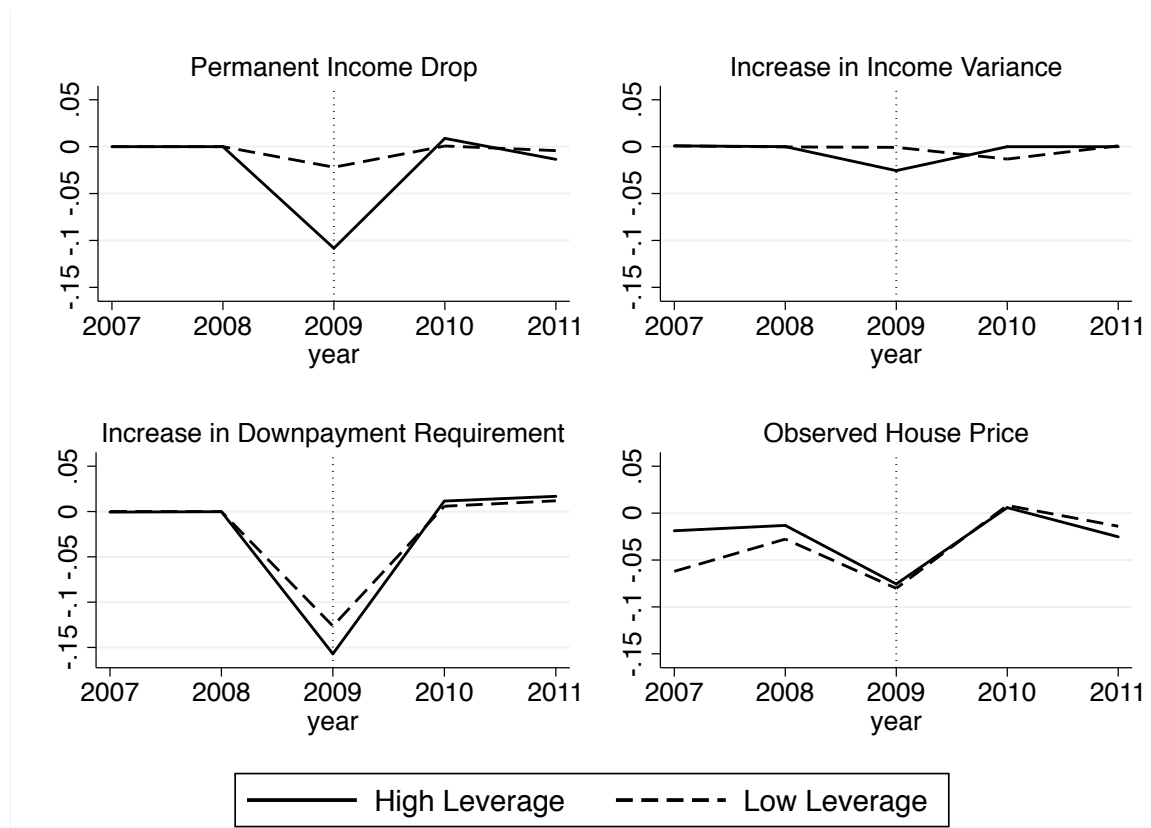 Permanent Income Drop
.05
0
-.05
-.1
-.15
2007 2008 2009 2010 2011
year
Increase in Income Variance
.05
0
-.05
-.1
-.15
2007 2008 2009 2010 2011
year
Increase in Downpayment Requirement
.05
0
-.05
-.1
-.15
2007 2008 2009 2010 2011
year
Observed House Price
.05
0
-.05
-.1
-.15
2007 2008 2009 2010 2011
year
High Leverage Low Leverage